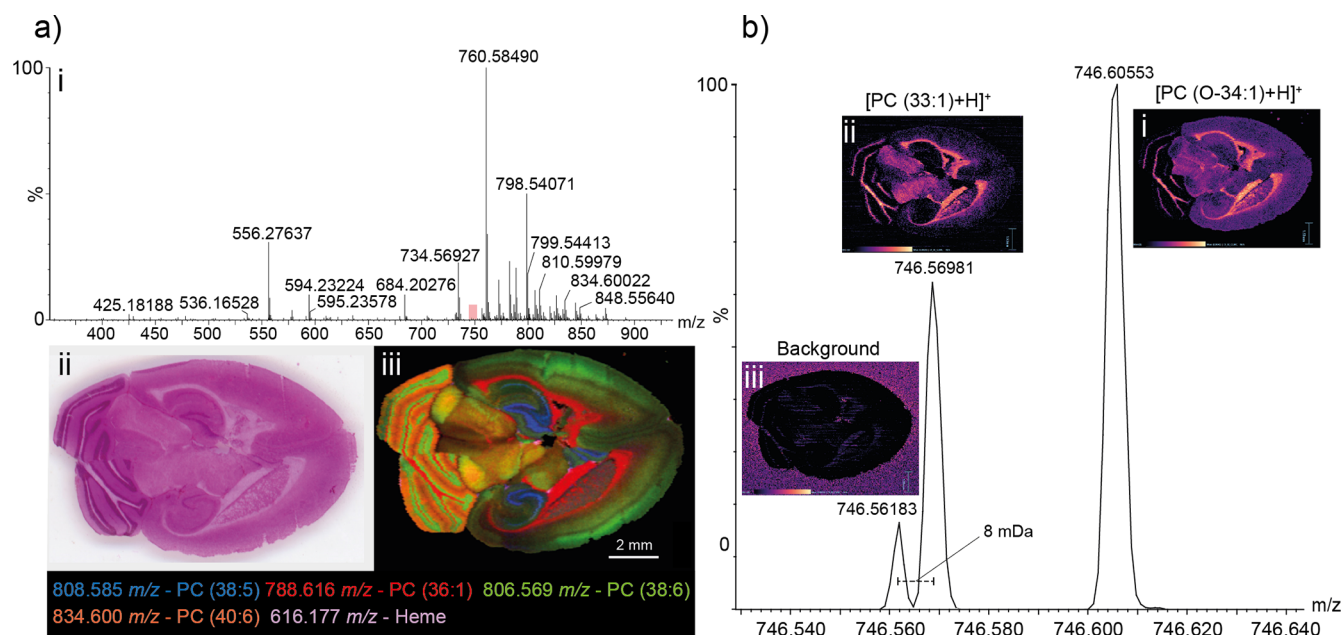 a)
i
100
%
0
760.58490
798.54071
556.27637
799.54413
734.56927
810.59979
594.23224
684.20276
834.60022
425.18188
536.16528
595.23578
848.55640
400 450 500 550 600 650 700 750 800 850 900 m/z
ii
iii
2 mm
808.585 m/z - PC (38:5) 788.616 m/z - PC (36:1) 806.569 m/z - PC (38:6)
834.600 m/z - PC (40:6) 616.177 m/z - Heme
b)
100
%
0
746.60553
[PC (33:1)+H]+
[PC (O-34:1)+H]+
ii
i
746.56981
Background
iii
746.56183
8 mDa
746.540 746.560 746.580 746.600 746.620 746.640
m/z